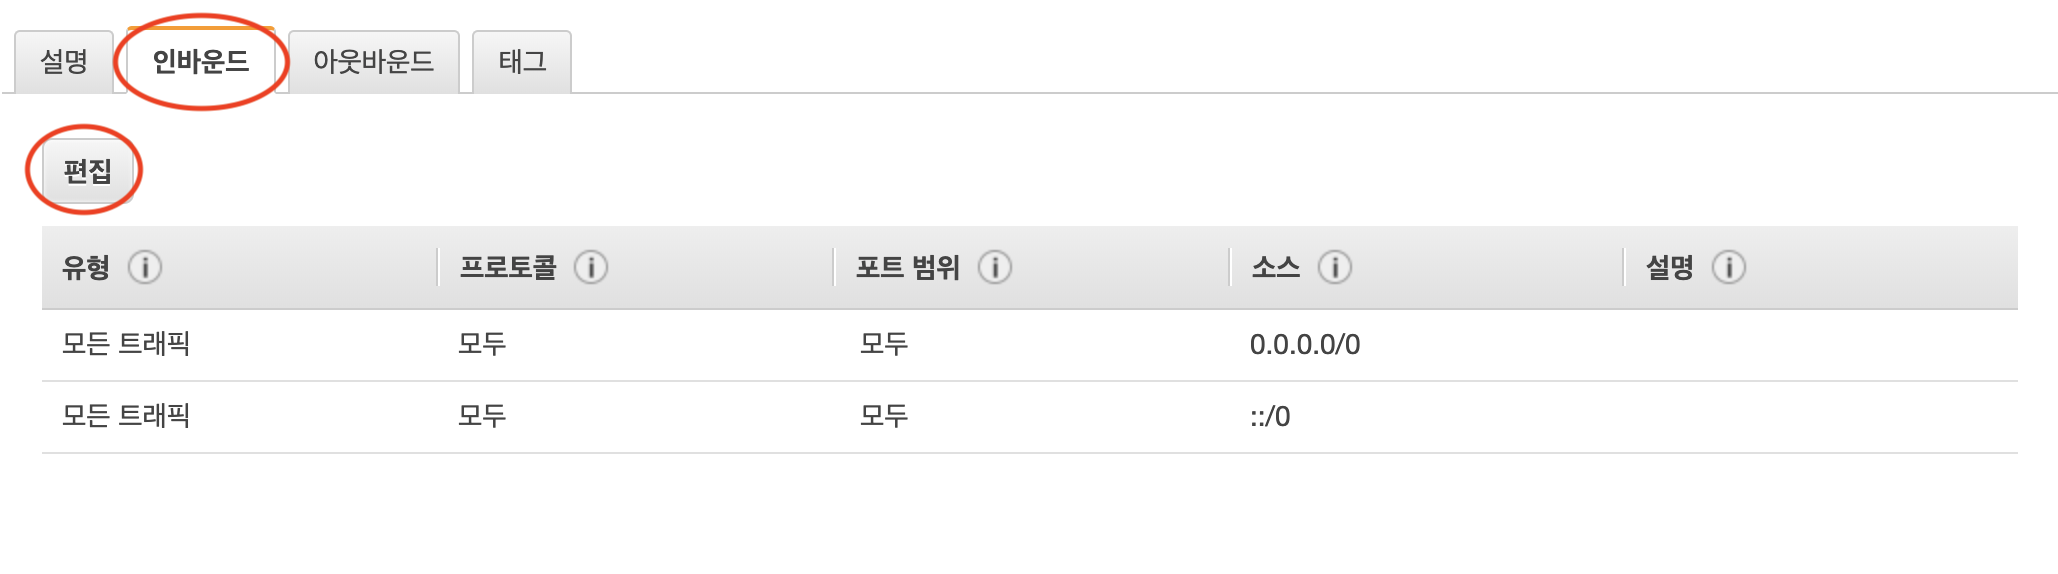 설명 인바운드 아웃바운드 태그
편집
유형 프로토콜 포트 범위 소스 설명
모든 트래픽 모두 모두 0.0.0.0/0
모든 트래픽 모두 모두 ::/0